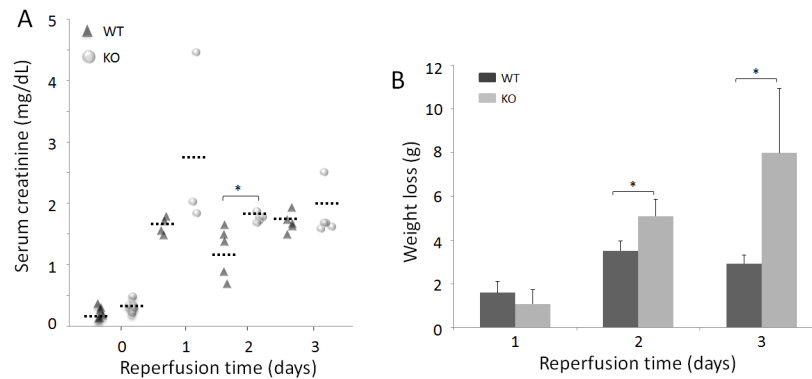 A
WT
KO
Serum creatinine (mg/dL)
5
4
3
2
1
0
*
0 1 2 3
Reperfusion time (days)
B
WT
KO
Weight loss (g)
12
10
8
6
4
2
0
*
*
1 2 3
Reperfusion time (days)